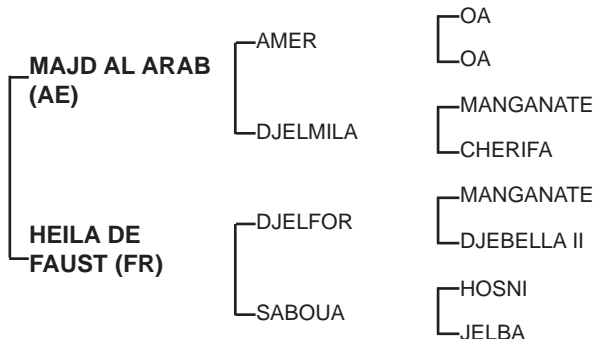 OA
AMER
OA
MAJD AL ARAB
(AE)
MANGANATE
DJELMILA
CHERIFA
MANGANATE
DJELFOR
DJEBELLA II
HEILA DE
FAUST (FR)
HOSNI
SABOUA
JELBA